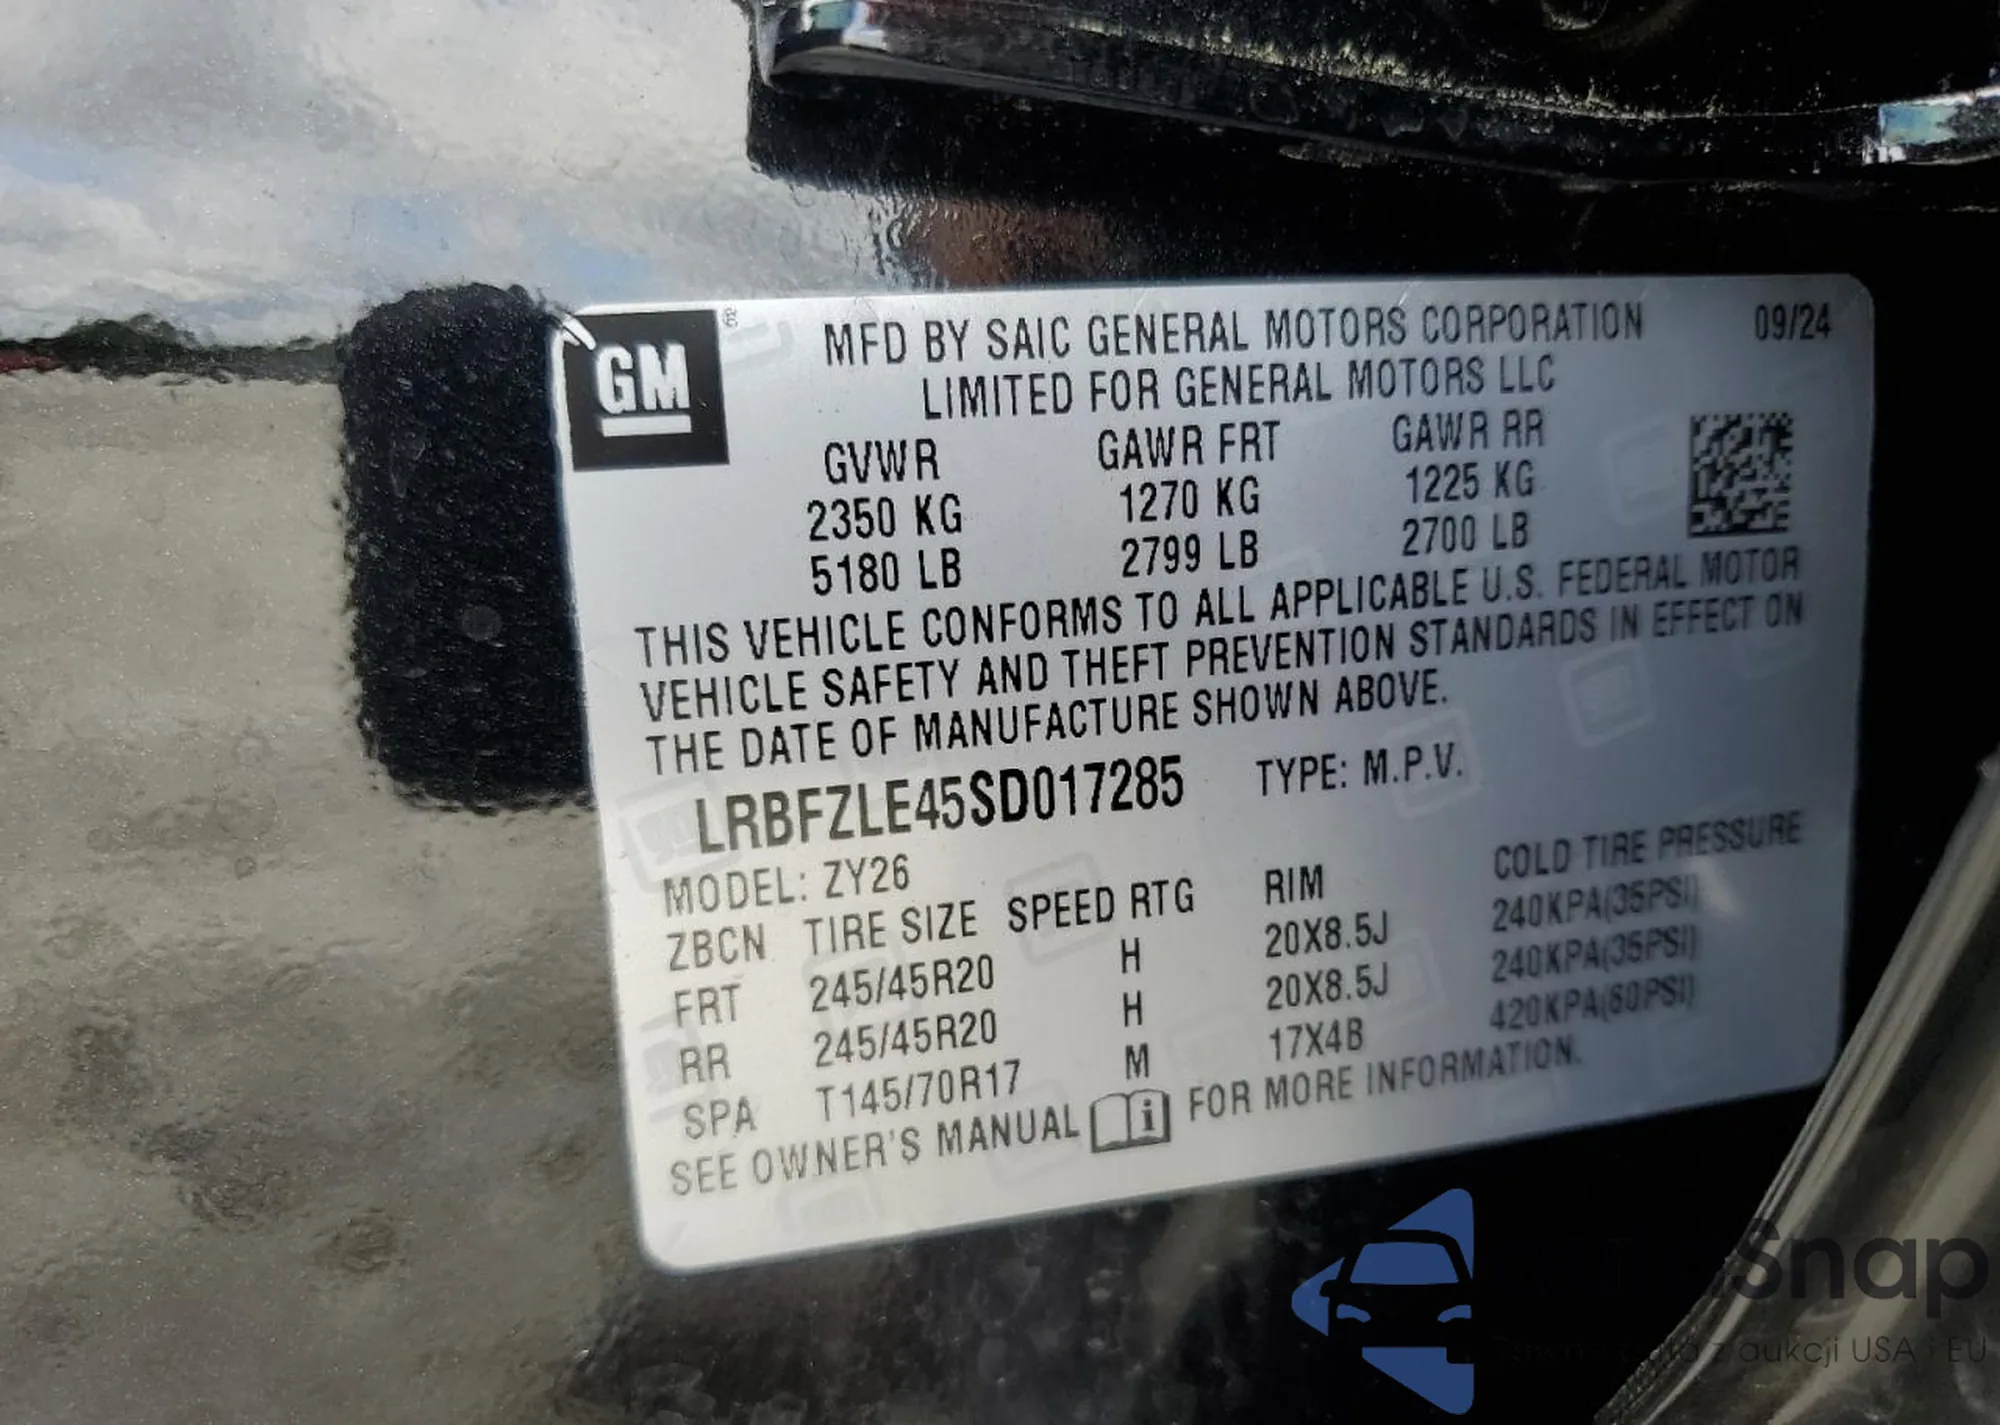 GM ®
MFD BY SAIC GENERAL MOTORS CORPORATION 09/24
LIMITED FOR GENERAL MOTORS LLC
GVWR GAWR FRT GAWR RR
2350 KG 1270 KG 1225 KG
5180 LB 2799 LB 2700 LB
THIS VEHICLE CONFORMS TO ALL APPLICABLE U.S. FEDERAL MOTOR
VEHICLE SAFETY AND THEFT PREVENTION STANDARDS IN EFFECT ON
THE DATE OF MANUFACTURE SHOWN ABOVE.
LRBFZLE45SD017285 TYPE: M.P.V.
MODEL: ZY26
ZBCN TIRE SIZE SPEED RTG RIM COLD TIRE PRESSURE
FRT 245/45R20 H 20X8.5J 240KPA(35PSI)
RR 245/45R20 H 20X8.5J 240KPA(35PSI)
SPA T145/70R17 M 17X4B 420KPA(60PSI)
SEE OWNER'S MANUAL FOR MORE INFORMATION.
Snap
z aukcji USA i EU